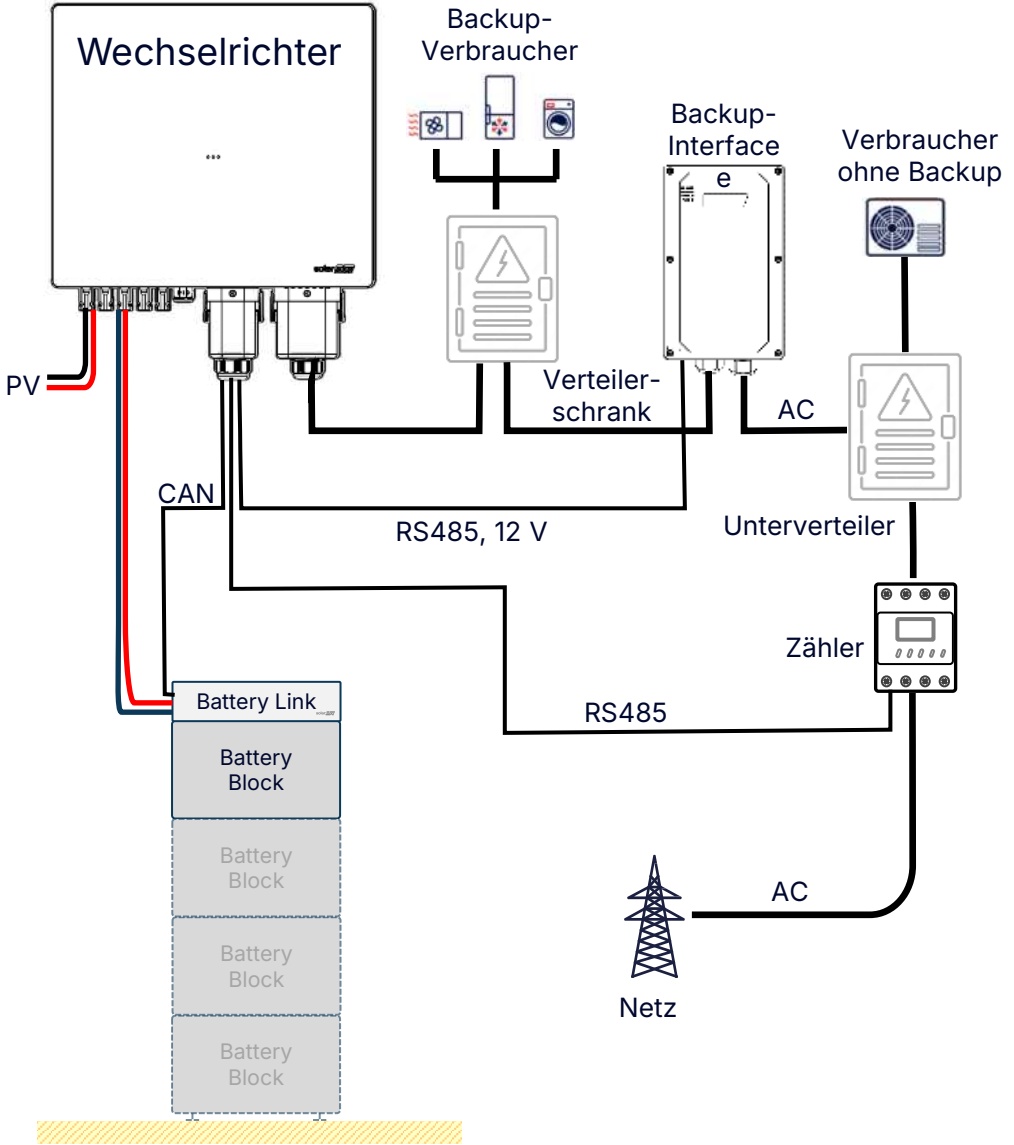 Wechselrichter
Backup-
Verbraucher
Backup-
Interface
e
Verbraucher
ohne Backup
solaredge
PV
Verteiler-
schrank
AC
CAN
RS485, 12 V
Unterverteiler
Zähler
Battery Link
RS485
Battery
Block
Battery
Block
Battery
Block
Battery
Block
AC
Netz